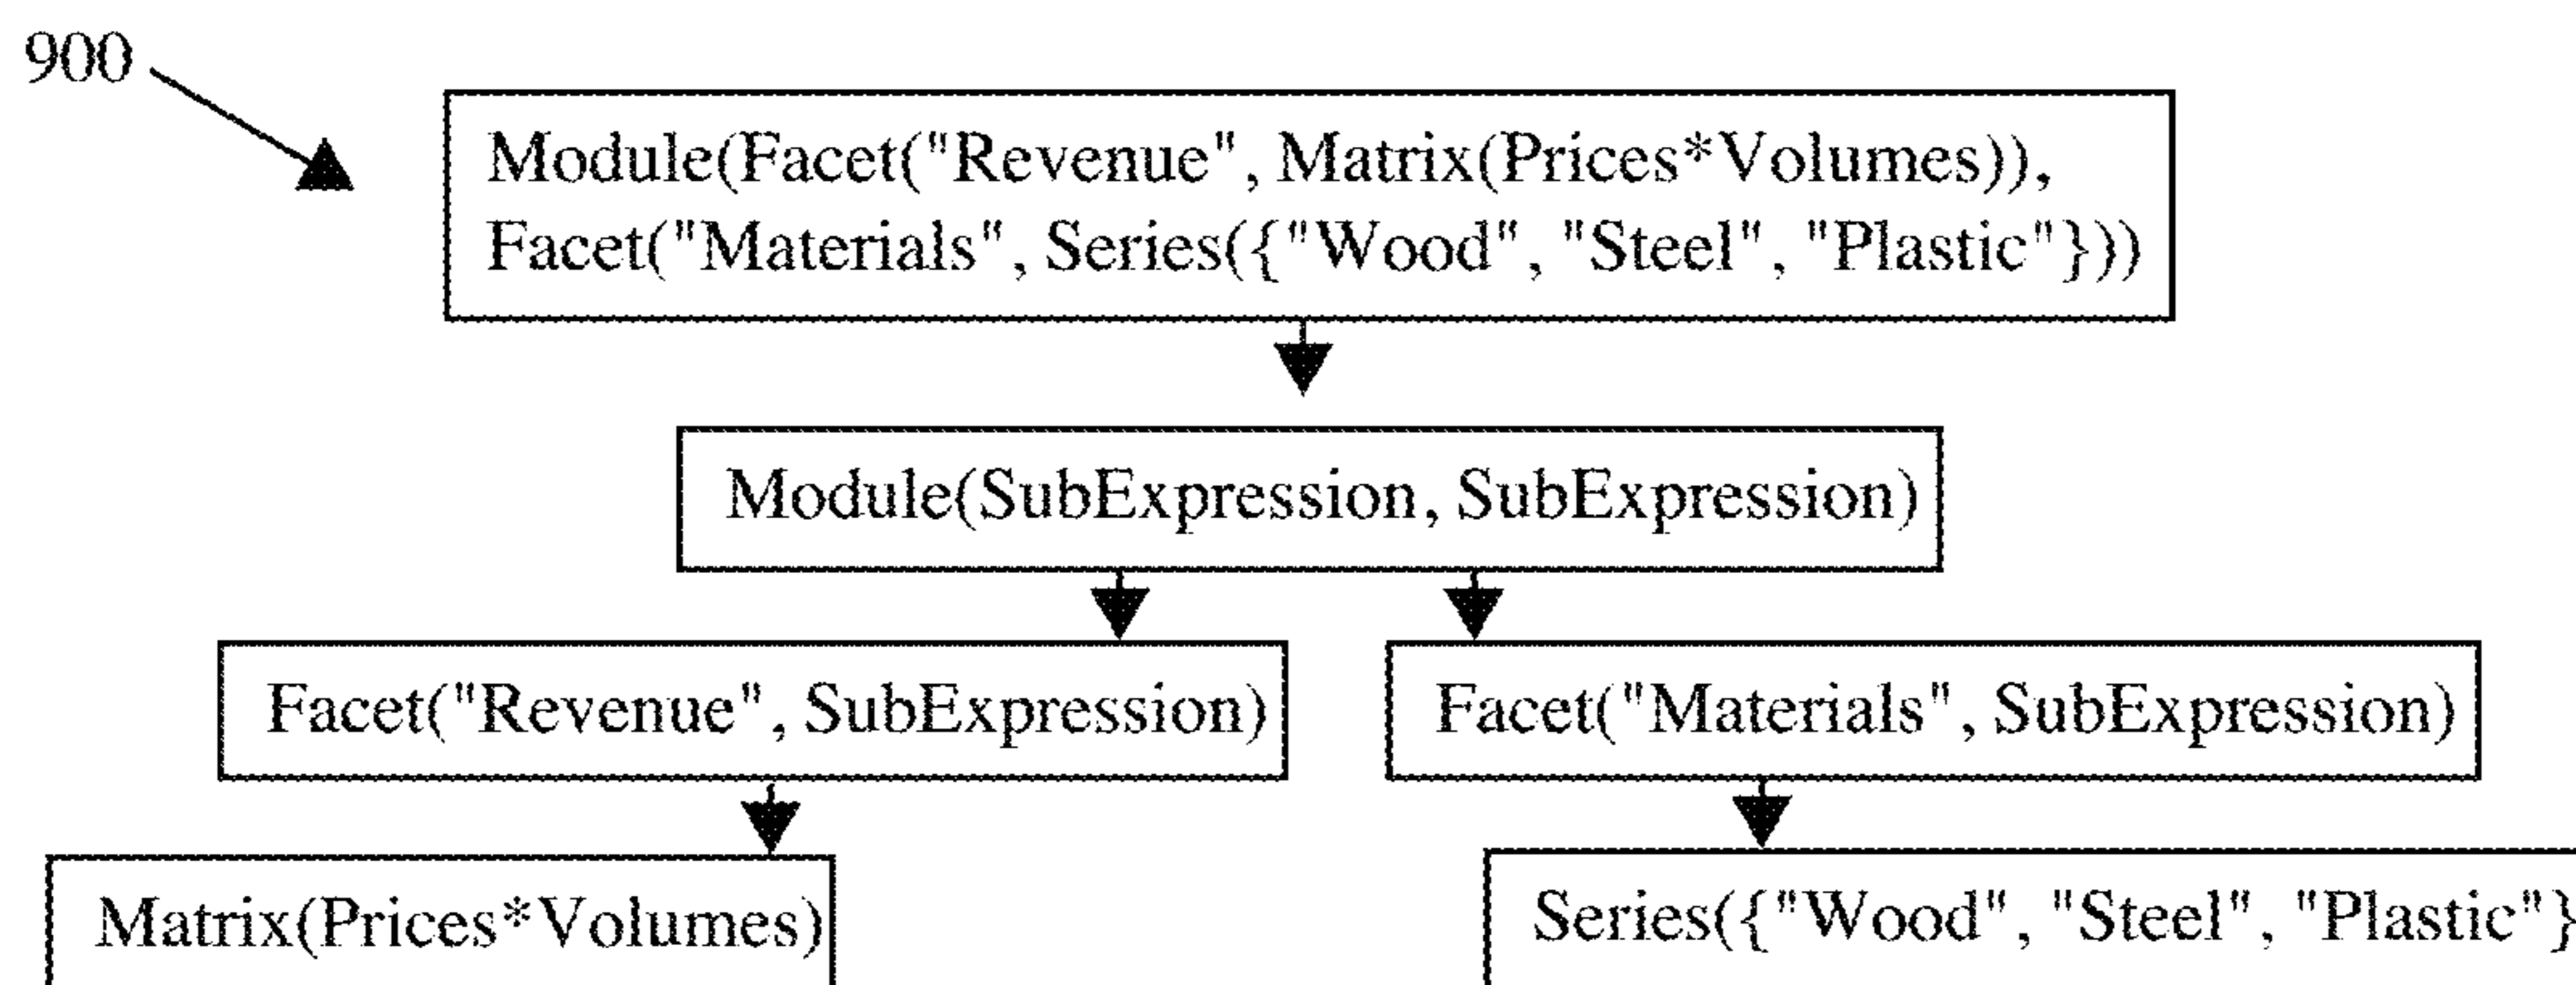 900
Module(Facet("Revenue", Matrix(Prices*Volumes)),
Facet("Materials", Series({"Wood", "Steel", "Plastic"}))
Module(SubExpression, SubExpression)
Facet("Revenue", SubExpression)
Facet("Materials", SubExpression)
Matrix(Prices*Volumes)
Series({"Wood", "Steel", "Plastic"}